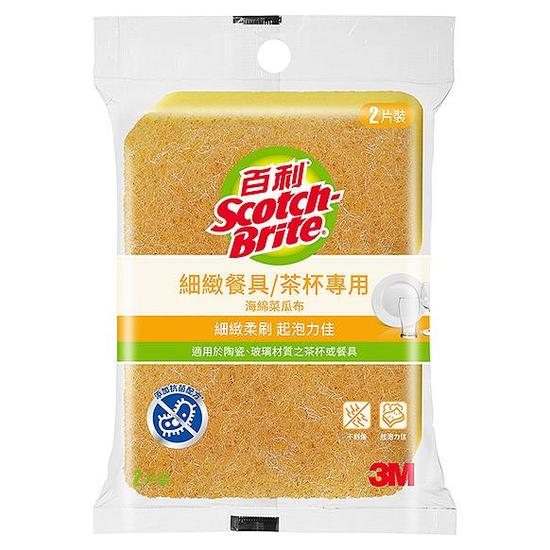 2片裝
百利
Scotch-
Brite®
細緻餐具/茶杯專用
海綿菜瓜布
細緻柔刷 起泡力佳
適用於陶瓷、玻璃材質之茶杯或餐具
添加抗菌配方
不刮傷
起泡力佳
2片裝
3M